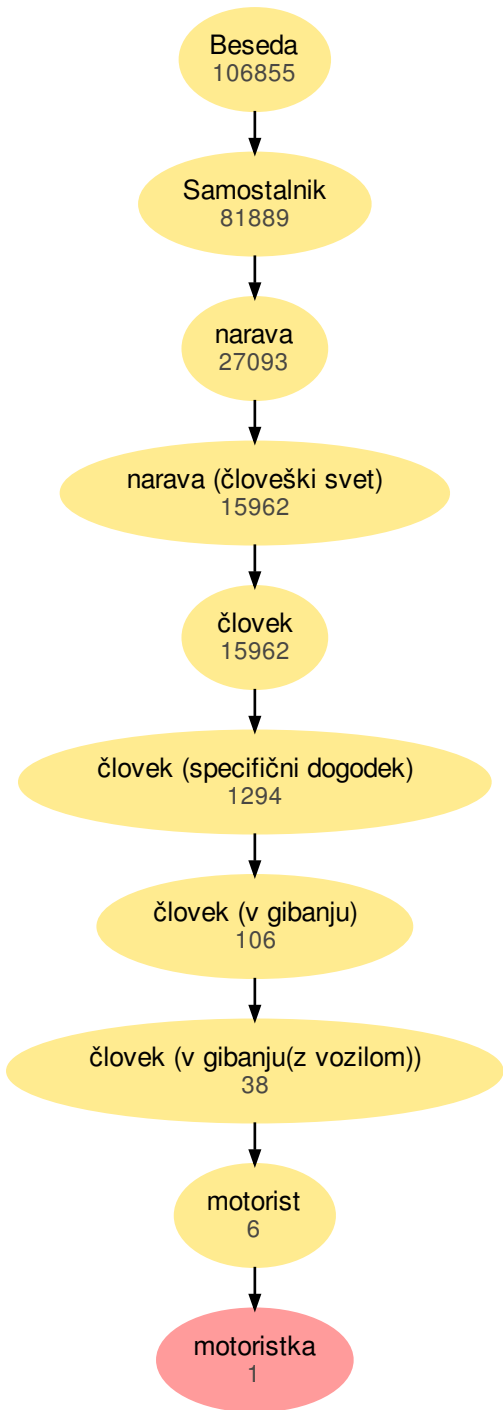 Beseda
106855
Samostalnik
81889
narava
27093
narava (človeški svet)
15962
človek
15962
človek (specifični dogodek)
1294
človek (v gibanju)
106
človek (v gibanju(z vozilom))
38
motorist
6
motoristka
1